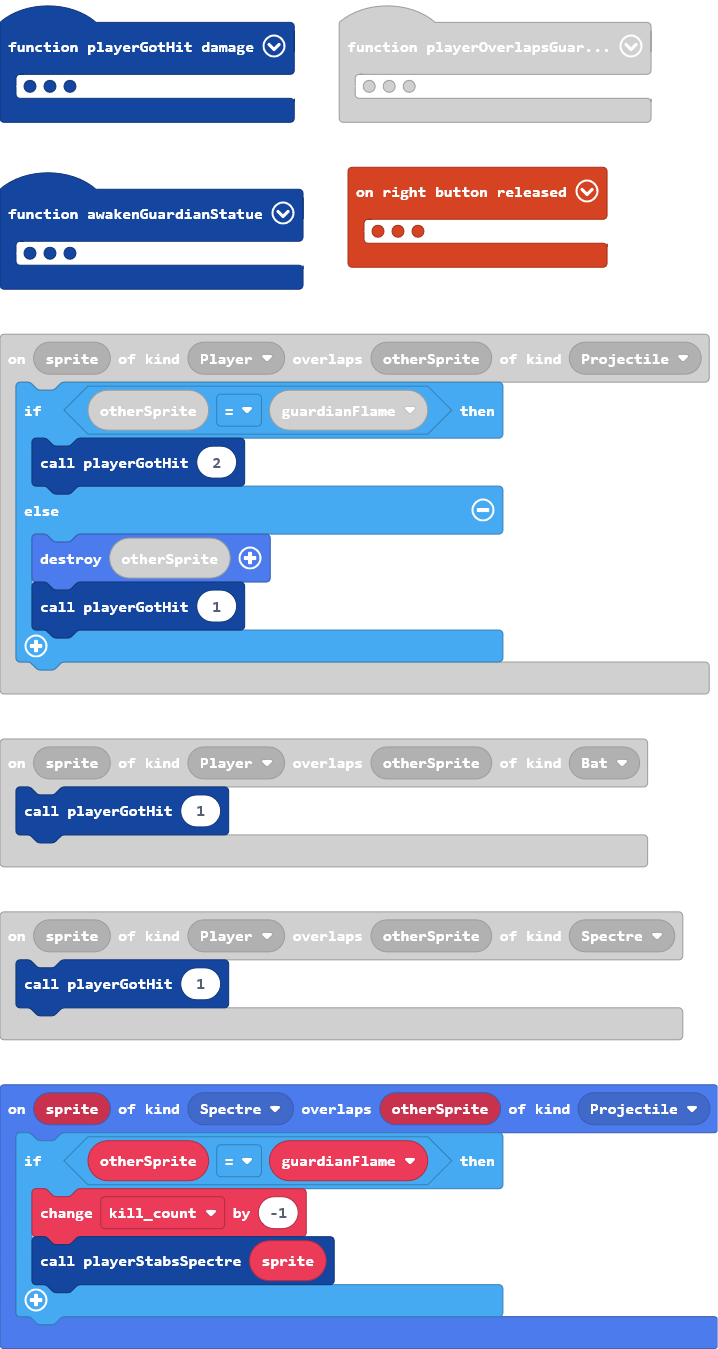 function playerGotHit damage
function playerOverlapsGuar...
function awakenGuardianStatue
on right button released
on sprite of kind Player overlaps otherSprite of kind Projectile
if otherSprite = guardianFlame then
call playerGotHit 2
else
destroy otherSprite
call playerGotHit 1
on sprite of kind Player overlaps otherSprite of kind Bat
call playerGotHit 1
on sprite of kind Player overlaps otherSprite of kind Spectre
call playerGotHit 1
on sprite of kind Spectre overlaps otherSprite of kind Projectile
if otherSprite = guardianFlame then
change kill_count by -1
call playerStabsSpectre sprite